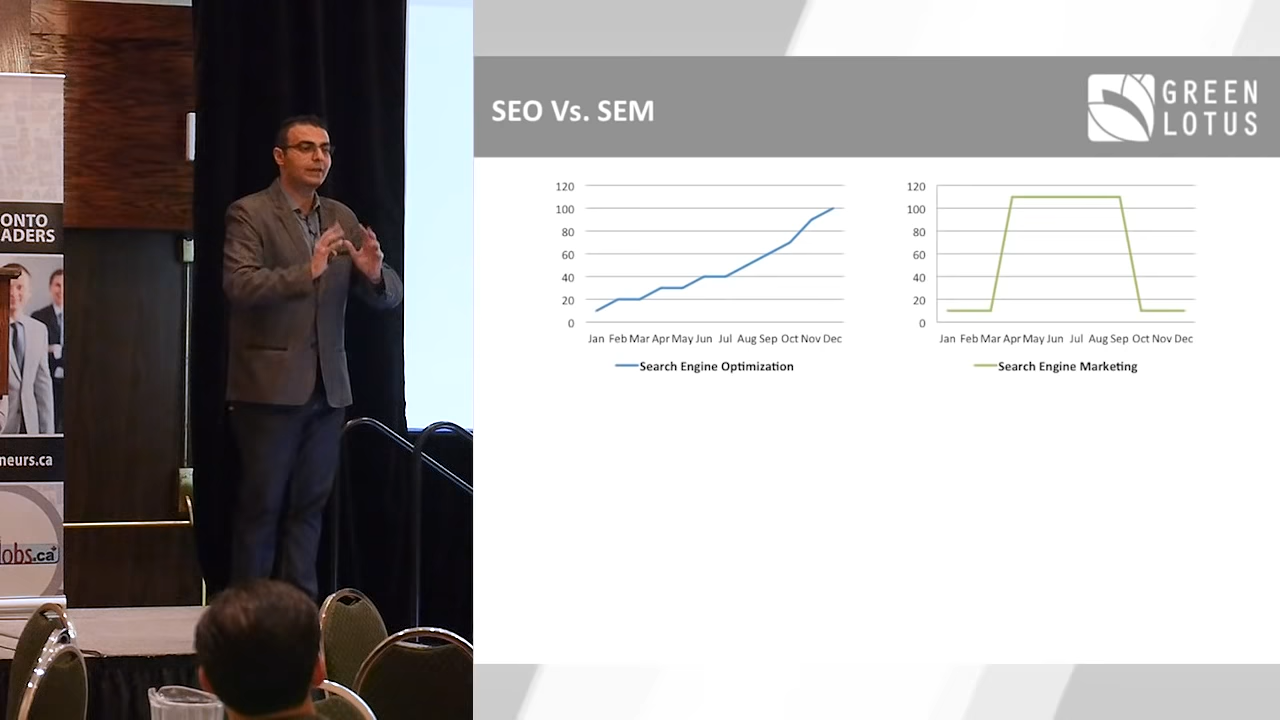 ONTO
ADERS
neurs.ca
Jobs.ca
SEO Vs. SEM
GREEN
LOTUS
120
100
80
60
40
20
0
Jan Feb Mar Apr May Jun Jul Aug Sep Oct Nov Dec
Search Engine Optimization
120
100
80
60
40
20
0
Jan Feb Mar Apr May Jun Jul Aug Sep Oct Nov Dec
Search Engine Marketing